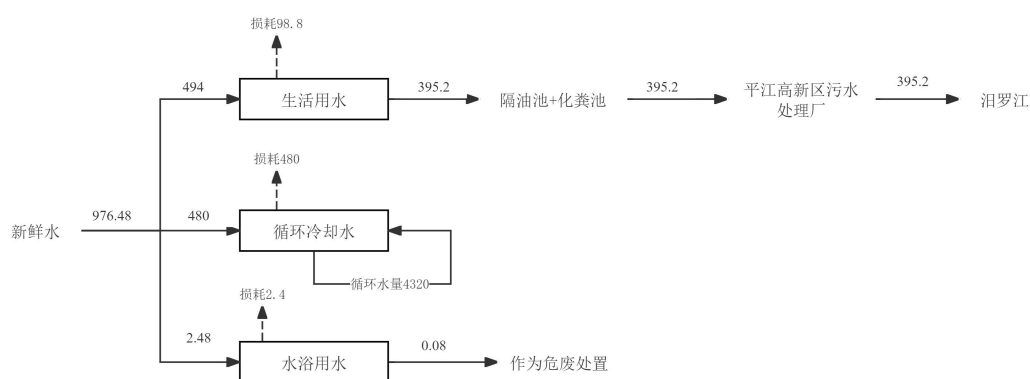 损耗98.8
494
生活用水
395.2
隔油池+化粪池
395.2
平江高新区污水
处理厂
395.2
汨罗江
损耗480
新鲜水
976.48
480
循环冷却水
循环水量4320
损耗2.4
2.48
水浴用水
0.08
作为危废处置